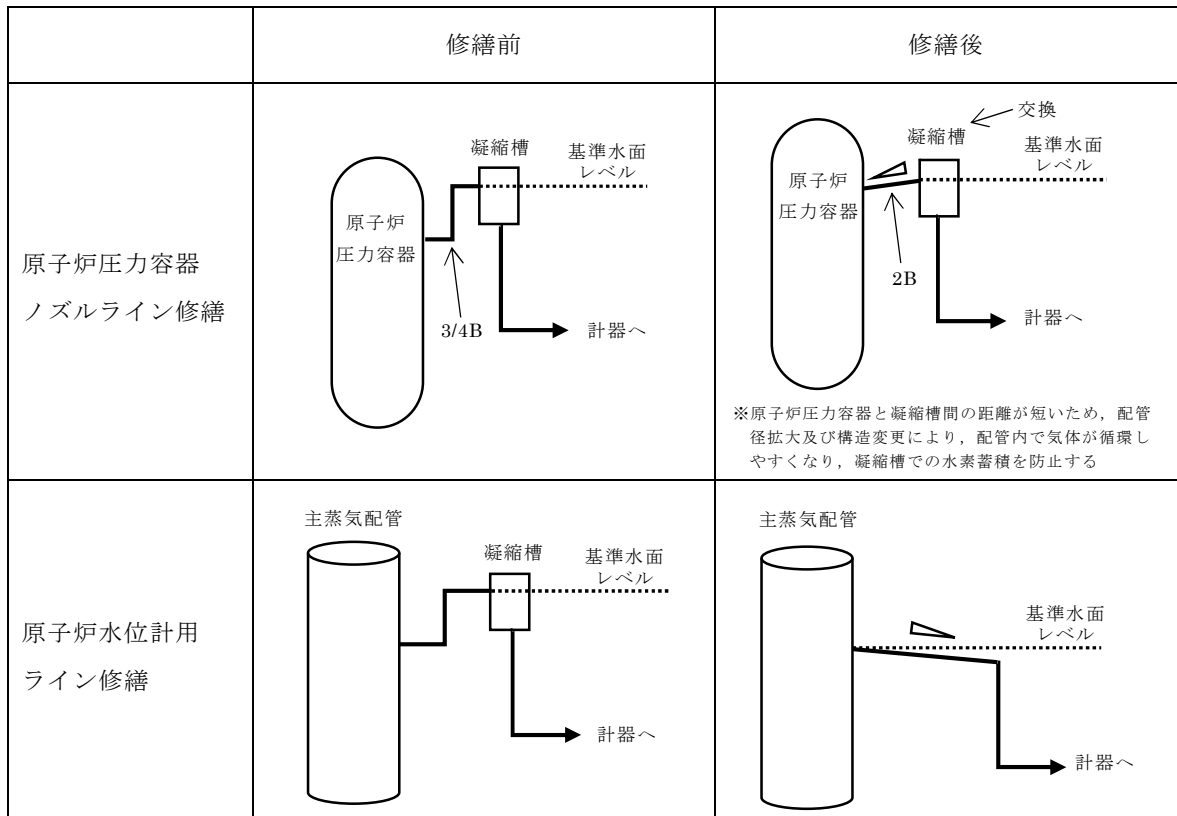 修繕前
修繕後
原子炉圧力容器
ノズルライン修繕
凝縮槽
基準水面
レベル
原子炉
圧力容器
3/4B
計器へ
交換
凝縮槽
基準水面
レベル
原子炉
圧力容器
2B
計器へ
※原子炉圧力容器と凝縮槽間の距離が短いため，配管
径拡大及び構造変更により，配管内で気体が循環し
やすくなり，凝縮槽での水素蓄積を防止する
原子炉水位計用
ライン修繕
主蒸気配管
凝縮槽
基準水面
レベル
計器へ
主蒸気配管
基準水面
レベル
計器へ